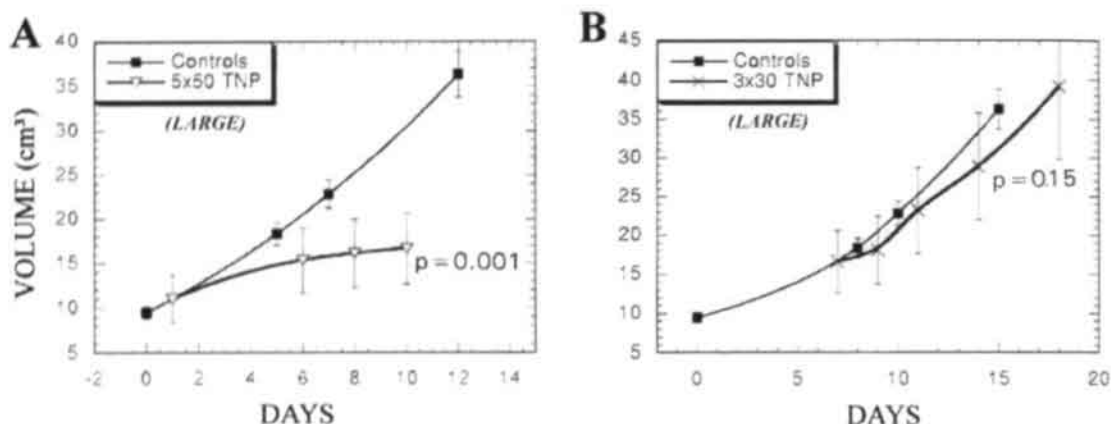 A
40
35
30
25
20
15
10
5
VOLUME (cm³)
Controls
5x50 TNP
(LARGE)
p = 0.001
-2 0 2 4 6 8 10 12 14
DAYS
B
45
40
35
30
25
20
15
10
5
Controls
3x30 TNP
(LARGE)
p = 0.15
0 5 10 15 20
DAYS